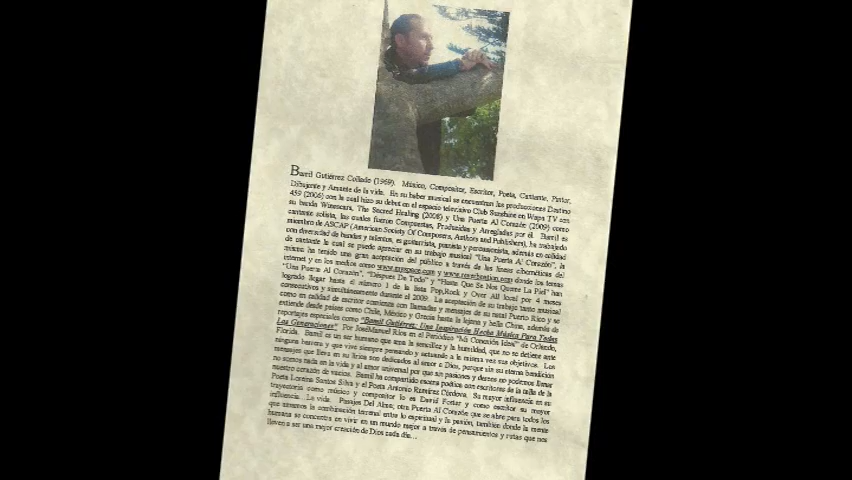 Barril Gutiérrez Collado (1969). Músico, Compositor, Escritor, Poeta, Cantante, Pintor,
Dibujante y Amante de la vida. En su haber musical se encuentran las producciones Destino
459 (2006) con la cual hizo su debut en el espacio televisivo Club Sunshine en Wapa TV con
su banda Winescars, The Sacred Healing (2008) y Una Puerta Al Corazón (2009) como
cantante solista, las cuales fueron Compuestas, Producidas y Arregladas por él. Barril es
miembro de ASCAP (American Society Of Composers, Authors and Publishers), ha trabajado
con diversidad de bandas y talentos, es guitarrista, pianista y percusionista, además en calidad
de cantante la cual se puede apreciar en su trabajo musical "Una Puerta Al Corazón", la
misma ha tenido una gran aceptación del público a través de las líneas cibernéticas del
internet y en los medios como www.myspace.com y www.reverbnation.com donde los temas
"Una Puerta Al Corazón", "Después De Todo" y "Hasta Que Se Nos Queme La Piel" han
logrado llegar hasta el número 1 de la lista Pop,Rock y Over All local por 4 meses
consecutivos y simultáneamente durante el 2009. La aceptación de su trabajo tanto musical
como en calidad de escritor comienza con llamadas y mensajes de su natal Puerto Rico y se
extiende desde países como Chile, México y Grecia hasta la lejana y bella China, además de
reportajes especiales como "Barril Gutiérrez: Una Inspiración Hecha Música Para Todas
Las Generaciones" Por JoséManuel Ríos en el Periódico "Mi Conexión Ideal" de Orlando,
Florida. Barril es un ser humano que ama la sencillez y la humildad, que no se detiene ante
ninguna barrera y que vive siempre pensando y actuando a la misma vez sus objetivos. Los
mensajes que lleva en su lírica son dedicados al amor e Dios, porque sin su eterna bendición
no somos nada en la vida y al amor universal por que sin pasiones y deseos no podemos llenar
nuestro corazón de vacíos. Barril ha compartido escena poética con escritores de la talla de la
Poeta Loreina Santos Silva y el Poeta Antonio Ramírez Córdova. Su mayor influencia en su
trayectoria como músico y compositor lo es David Foster y como escritor su mayor
influencia... La vida. Pasajes Del Alma, otra Puerta Al Corazón que se abre para todos los
que amamos la combinación terrenal entre lo espiritual y la pasión, también donde la mente
humana se concentra en vivir en un mundo mejor a través de pensamientos y rutas que nos
lleven a ser una mejor creación de Dios cada día...